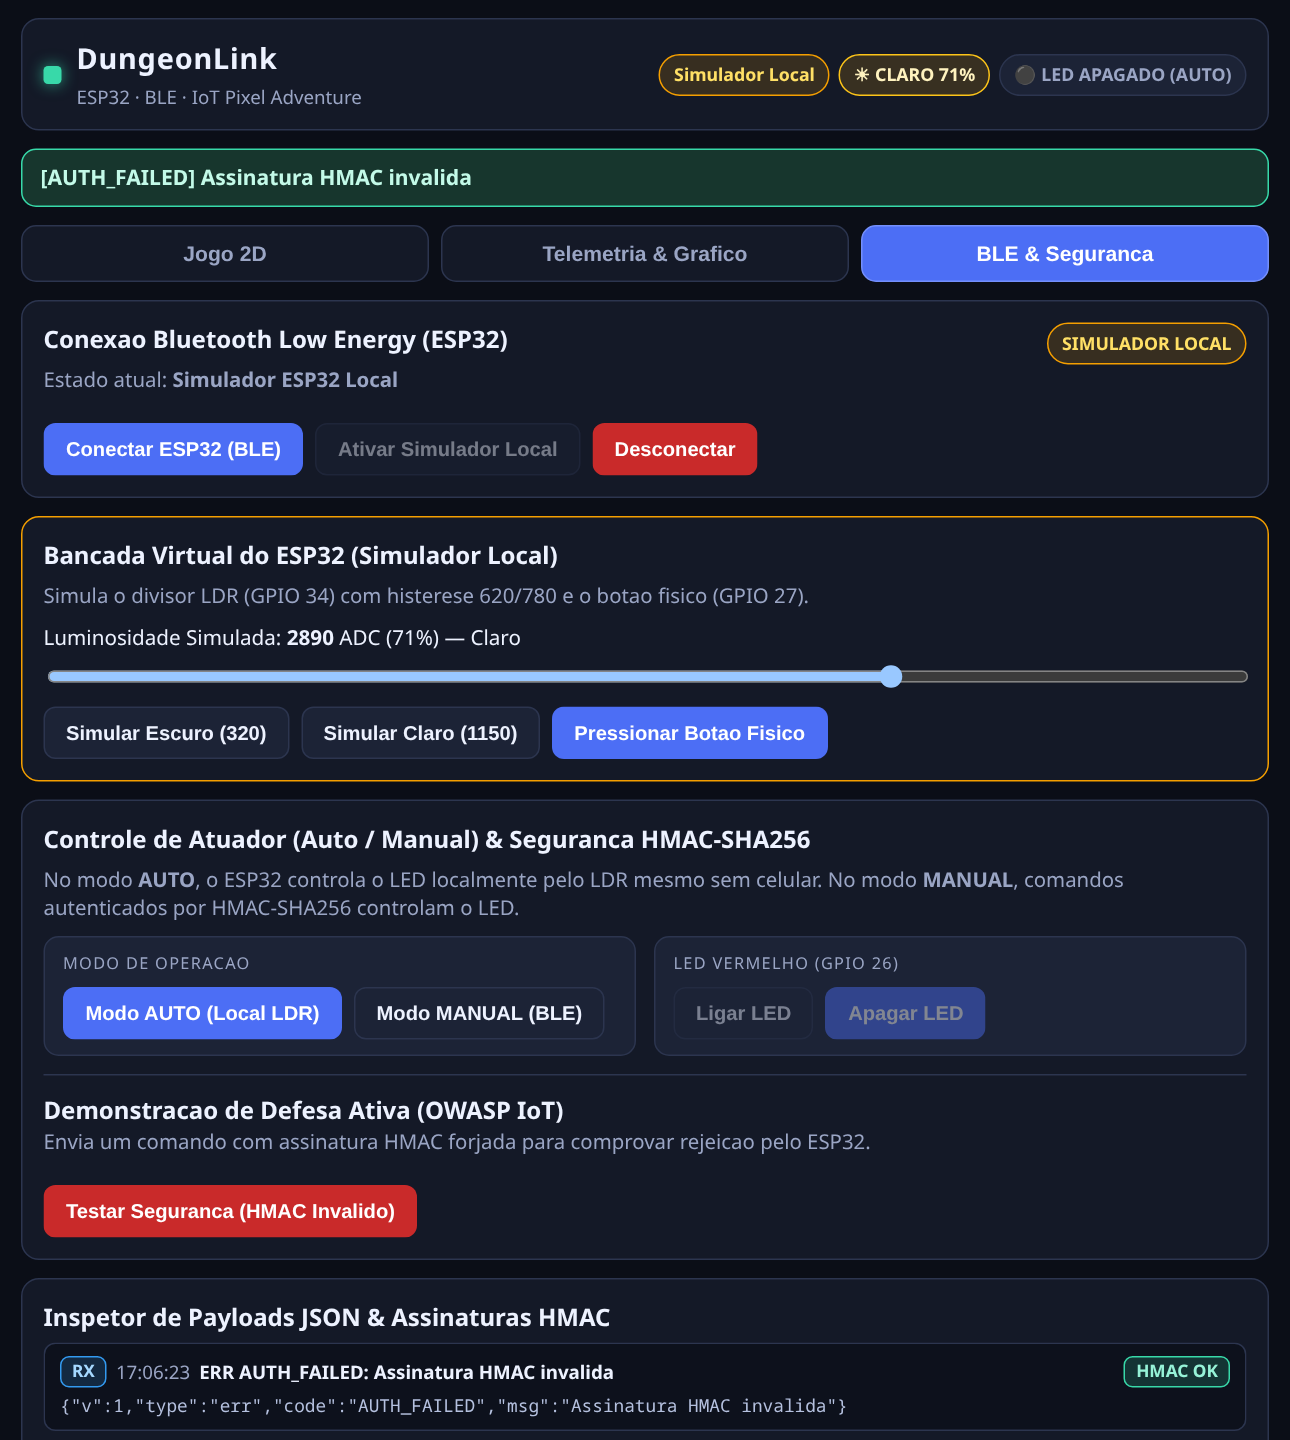 DungeonLink
ESP32 · BLE · IoT Pixel Adventure
Simulador Local
☀ CLARO 71%
⚫ LED APAGADO (AUTO)
[AUTH_FAILED] Assinatura HMAC invalida
Jogo 2D
Telemetria & Grafico
BLE & Seguranca
Conexao Bluetooth Low Energy (ESP32)
SIMULADOR LOCAL
Estado atual: Simulador ESP32 Local
Conectar ESP32 (BLE)
Ativar Simulador Local
Desconectar
Bancada Virtual do ESP32 (Simulador Local)
Simula o divisor LDR (GPIO 34) com histerese 620/780 e o botao fisico (GPIO 27).
Luminosidade Simulada: 2890 ADC (71%) — Claro
Simular Escuro (320)
Simular Claro (1150)
Pressionar Botao Fisico
Controle de Atuador (Auto / Manual) & Seguranca HMAC-SHA256
No modo AUTO, o ESP32 controla o LED localmente pelo LDR mesmo sem celular. No modo MANUAL, comandos
autenticados por HMAC-SHA256 controlam o LED.
MODO DE OPERACAO
Modo AUTO (Local LDR)
Modo MANUAL (BLE)
LED VERMELHO (GPIO 26)
Ligar LED
Apagar LED
Demonstracao de Defesa Ativa (OWASP IoT)
Envia um comando com assinatura HMAC forjada para comprovar rejeicao pelo ESP32.
Testar Seguranca (HMAC Invalido)
Inspetor de Payloads JSON & Assinaturas HMAC
RX 17:06:23 ERR AUTH_FAILED: Assinatura HMAC invalida
HMAC OK
{"v":1,"type":"err","code":"AUTH_FAILED","msg":"Assinatura HMAC invalida"}